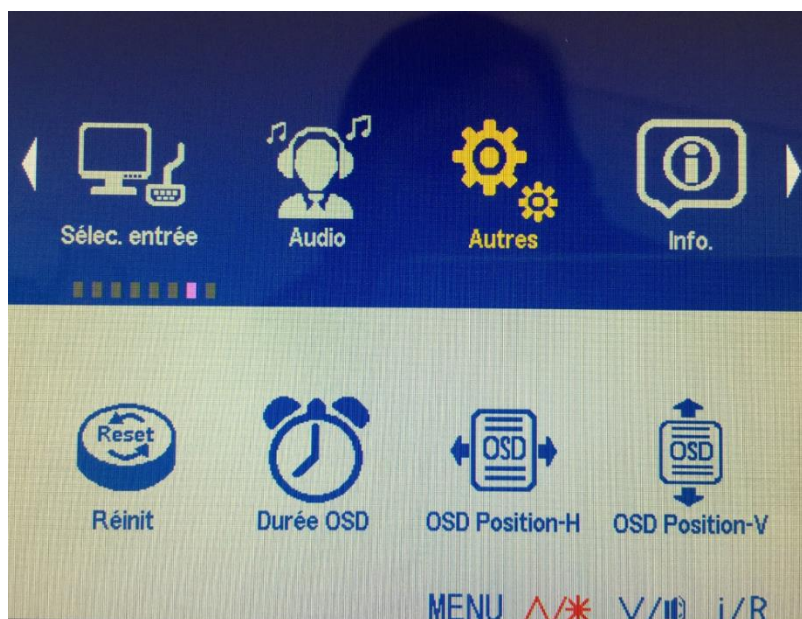 Sélec. entrée Audio Autres Info.
Reset OSD OSD
Réinit Durée OSD OSD Position-H OSD Position-V
MENU △/☀ V/🔊 i/R